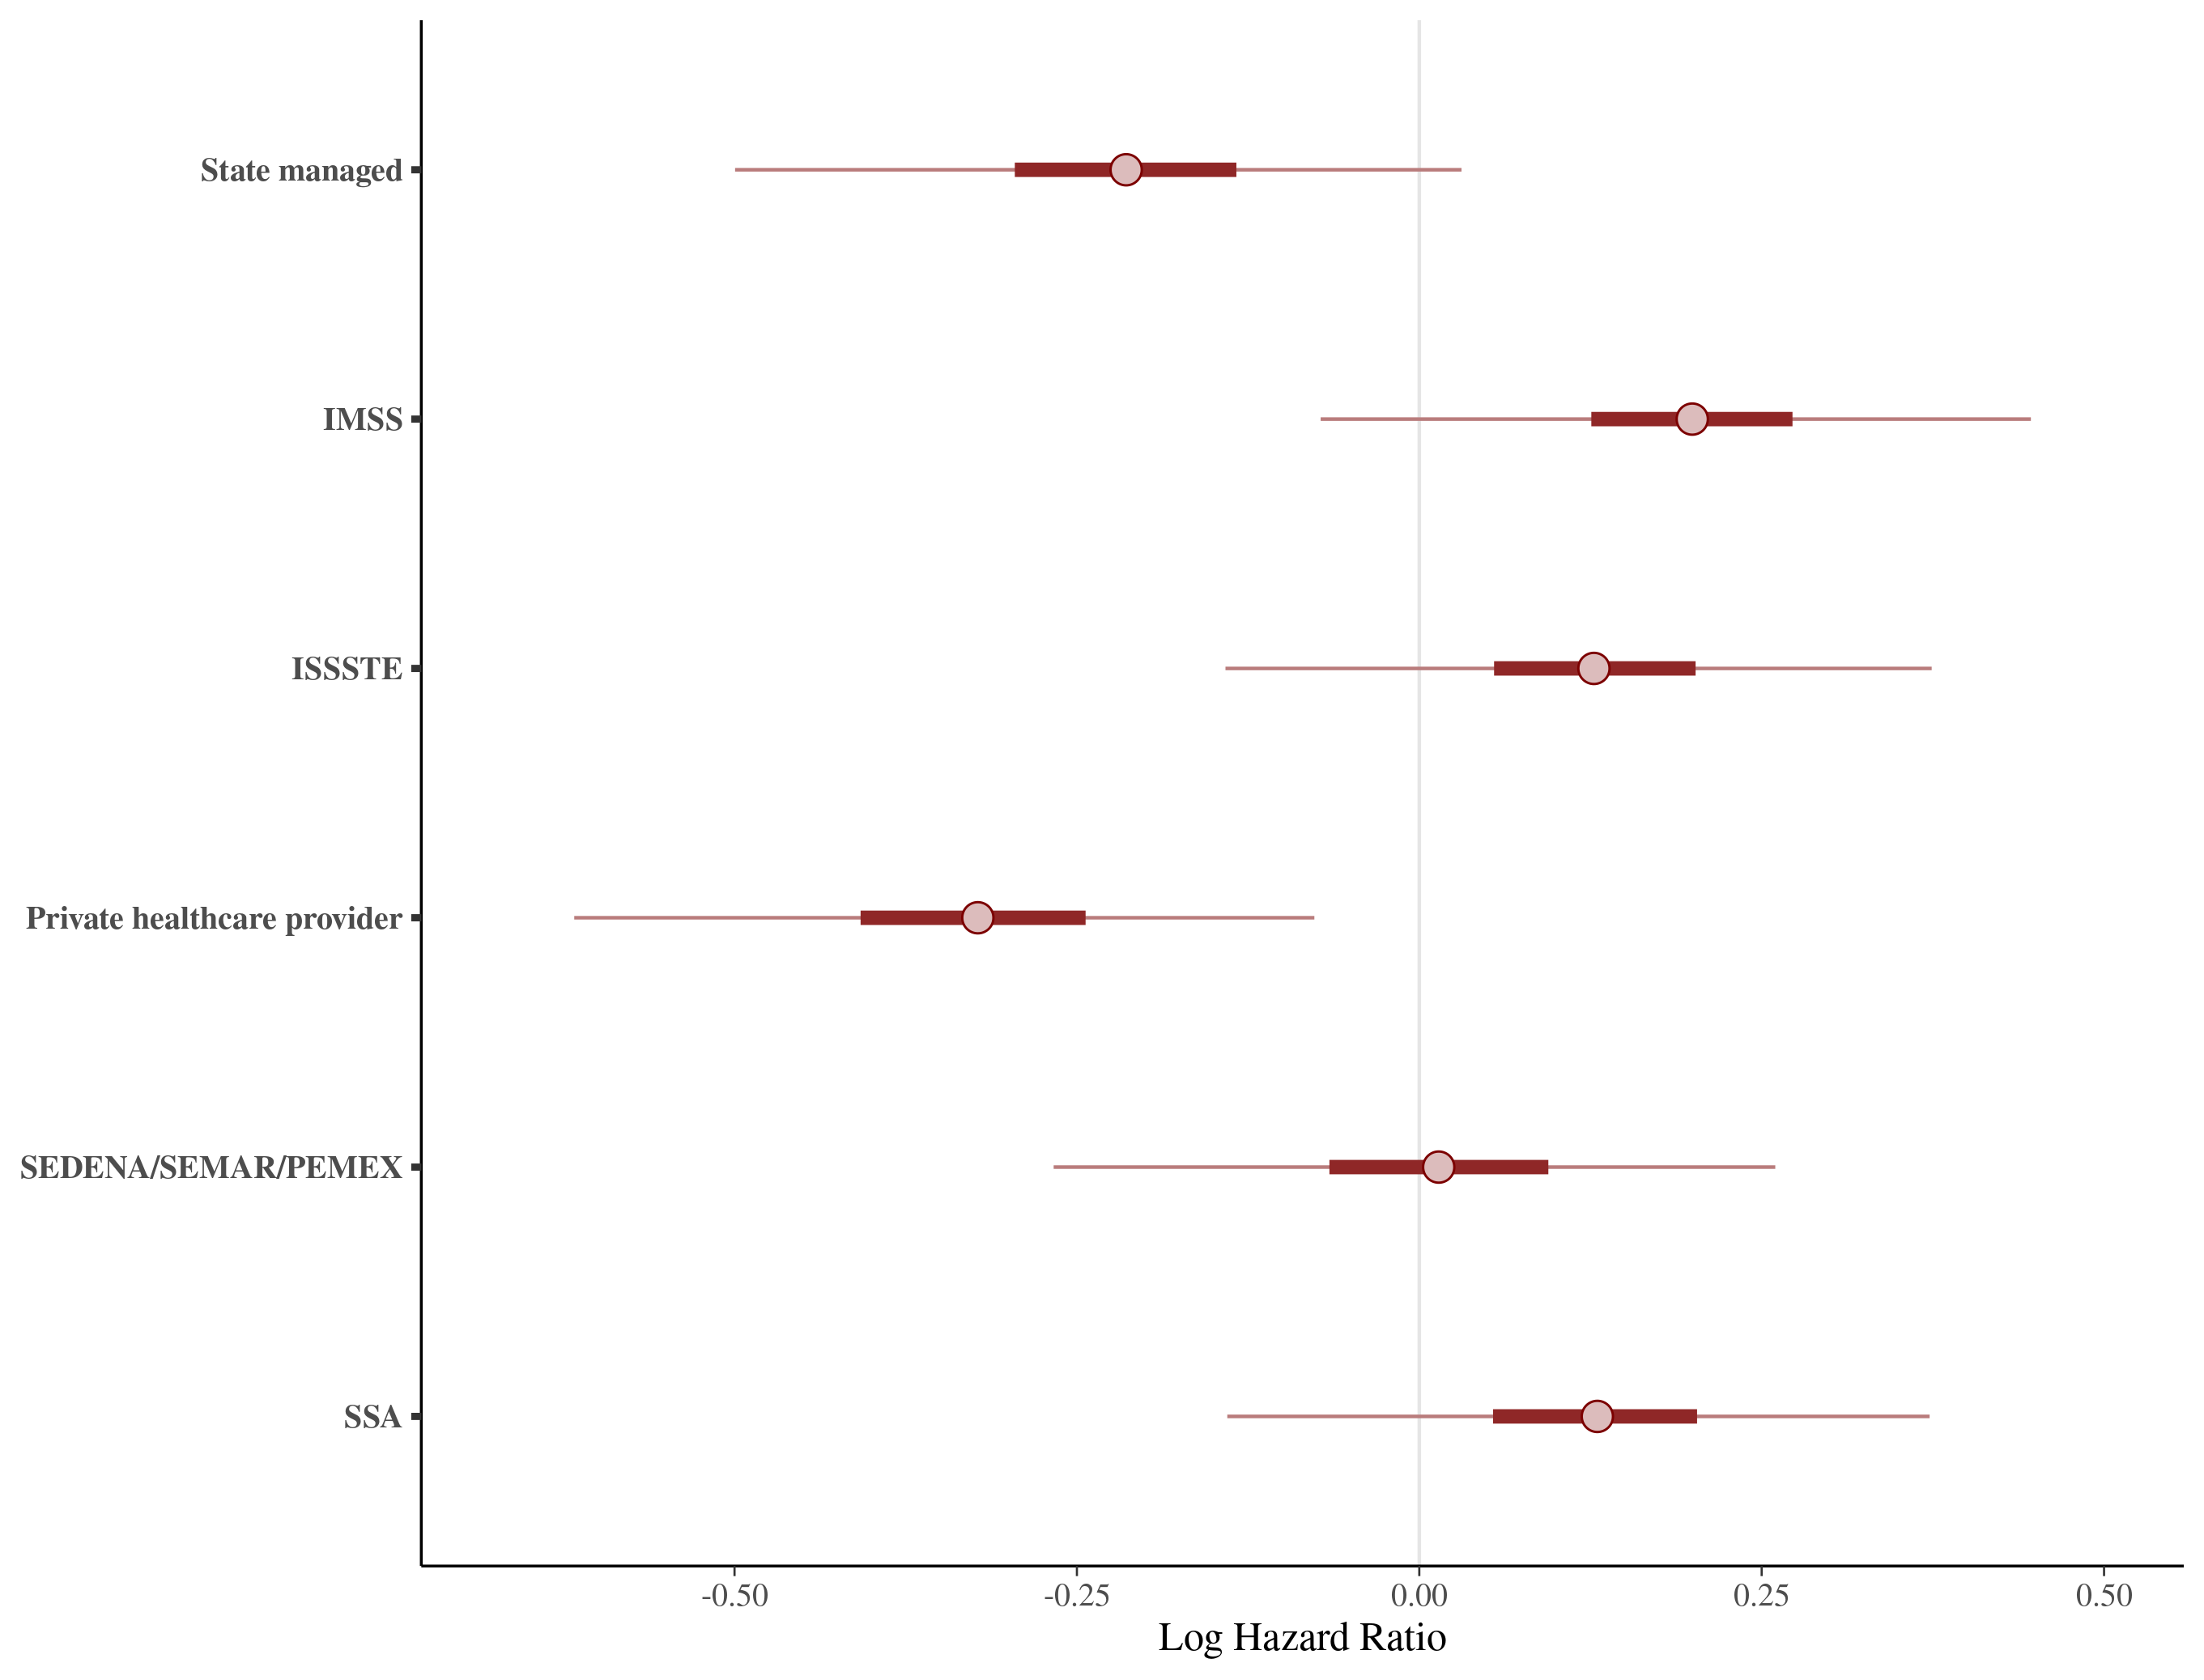 State managed
IMSS
ISSSTE
Private healthcare provider
SEDENA/SEMAR/PEMEX
SSA
-0.50 -0.25 0.00 0.25 0.50
Log Hazard Ratio